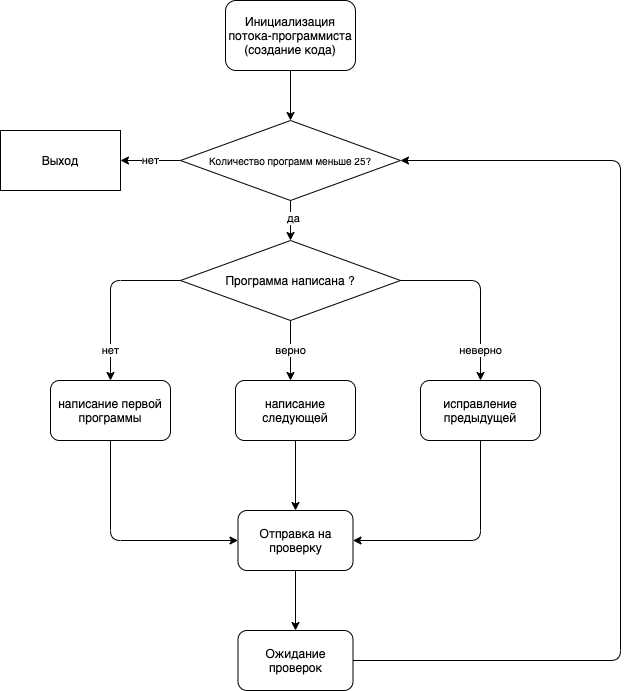 Инициализация
потока-программиста
(создание кода)
Количество программ меньше 25?
нет
Выход
да
Программа написана ?
нет
верно
неверно
написание первой
программы
написание
следующей
исправление
предыдущей
Отправка на
проверку
Ожидание
проверок